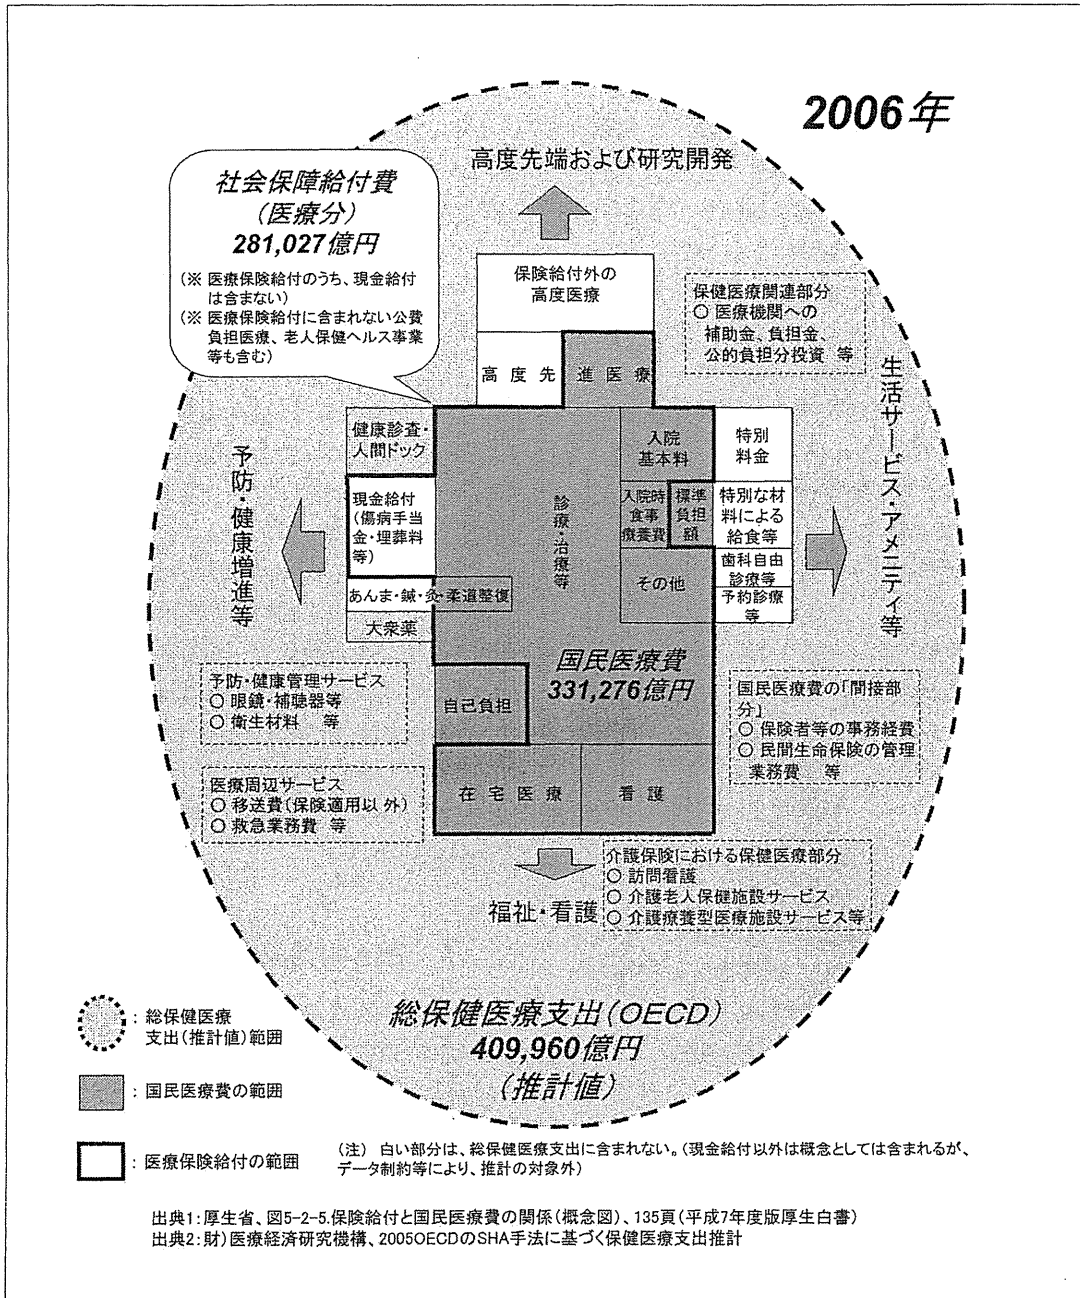 2006年
高度先端および研究開発
社会保障給付費
(医療分)
281,027億円
(※ 医療保険給付のうち、現金給付
は含まない)
(※ 医療保険給付に含まれない公費
負担医療、老人保健ヘルス事業
等も含む)
保険給付外の
高度医療
高 度 先 進 医 療
保健医療関連部分
○ 医療機関への
補助金、負担金、
公的負担分投資 等
生活サービス・アメニティ等
予防・健康増進等
健康診査・
人間ドック
現金給付
(傷病手当
金・埋葬料
等)
あんま・鍼・灸・柔道整復
大衆薬
診療・治療等
入院
基本料
特別
料金
入院時
食事
療養費
標準
負担
額
特別な材
料による
給食等
その他
歯科自由
診療等
予約診療
等
国民医療費
331,276億円
自己負担
在 宅 医 療
看 護
予防・健康管理サービス
○ 眼鏡・補聴器等
○ 衛生材料 等
医療周辺サービス
○ 移送費(保険適用以 外)
○ 救急業務費 等
国民医療費の「間接部
分」
○ 保険者等の事務経費
○ 民間生命保険の管理
業務費 等
介護保険における保健医療部分
○ 訪問看護
○ 介護老人保健施設サービス
○ 介護療養型医療施設サービス等
福祉・看護
総保健医療支出(OECD)
409,960億円
(推計値)
: 総保健医療
支出(推計値)範囲
: 国民医療費の範囲
: 医療保険給付の範囲
(注) 白い部分は、総保健医療支出に含まれない。(現金給付以外は概念としては含まれるが、
データ制約等により、推計の対象外)
出典1:厚生省、図5-2-5.保険給付と国民医療費の関係(概念図)、135頁(平成7年度版厚生白書)
出典2:財)医療経済研究機構、2005OECDのSHA手法に基づく保健医療支出推計